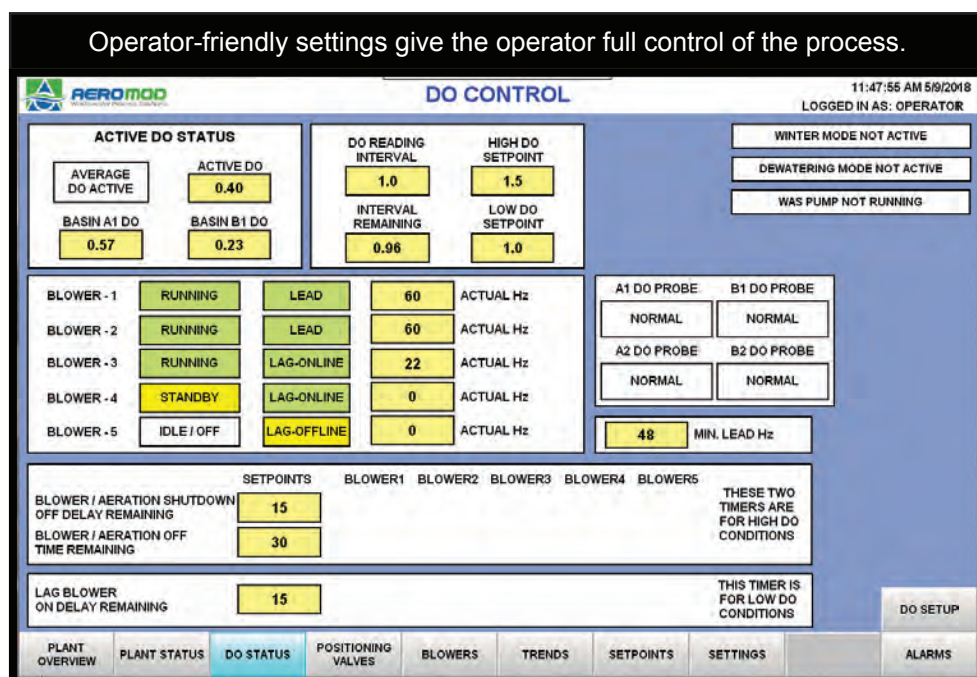 Operator-friendly settings give the operator full control of the process.
AEROMOD
DO CONTROL
11:47:55 AM 5/9/2018
LOGGED IN AS: OPERATOR
ACTIVE DO STATUS
AVERAGE
DO ACTIVE
ACTIVE DO
0.40
BASIN A1 DO
BASIN B1 DO
0.57
0.23
DO READING
INTERVAL
HIGH DO
SETPOINT
1.0
1.5
INTERVAL
REMAINING
LOW DO
SETPOINT
0.96
1.0
WINTER MODE NOT ACTIVE
DEWATERING MODE NOT ACTIVE
WAS PUMP NOT RUNNING
BLOWER - 1 RUNNING LEAD 60 ACTUAL Hz
BLOWER - 2 RUNNING LEAD 60 ACTUAL Hz
BLOWER - 3 RUNNING LAG-ONLINE 22 ACTUAL Hz
BLOWER - 4 STANDBY LAG-ONLINE 0 ACTUAL Hz
BLOWER - 5 IDLE / OFF LAG-OFFLINE 0 ACTUAL Hz
A1 DO PROBE B1 DO PROBE
NORMAL NORMAL
A2 DO PROBE B2 DO PROBE
NORMAL NORMAL
48 MIN. LEAD Hz
SETPOINTS BLOWER1 BLOWER2 BLOWER3 BLOWER4 BLOWER5
BLOWER / AERATION SHUTDOWN
OFF DELAY REMAINING
15
BLOWER / AERATION OFF
TIME REMAINING
30
THESE TWO
TIMERS ARE
FOR HIGH DO
CONDITIONS
LAG BLOWER
ON DELAY REMAINING
15
THIS TIMER IS
FOR LOW DO
CONDITIONS
DO SETUP
PLANT
OVERVIEW
PLANT STATUS
DO STATUS
POSITIONING
VALVES
BLOWERS
TRENDS
SETPOINTS
SETTINGS
ALARMS